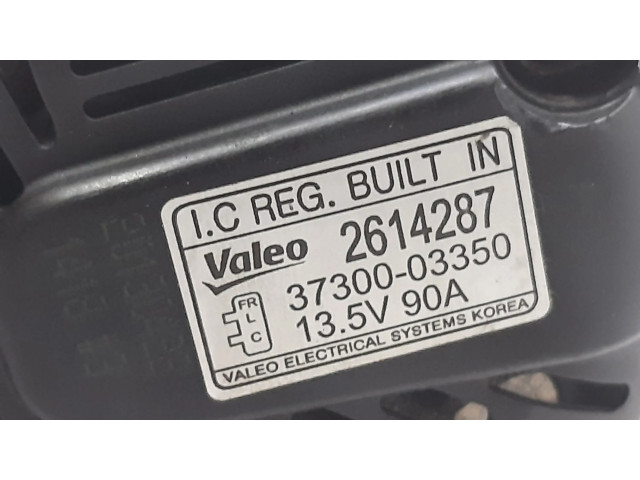 I.C REG. BUILT IN
Valeo 2614287
37300-03350
FR
L
C
13.5V 90A
VALEO ELECTRICAL SYSTEMS KOREA